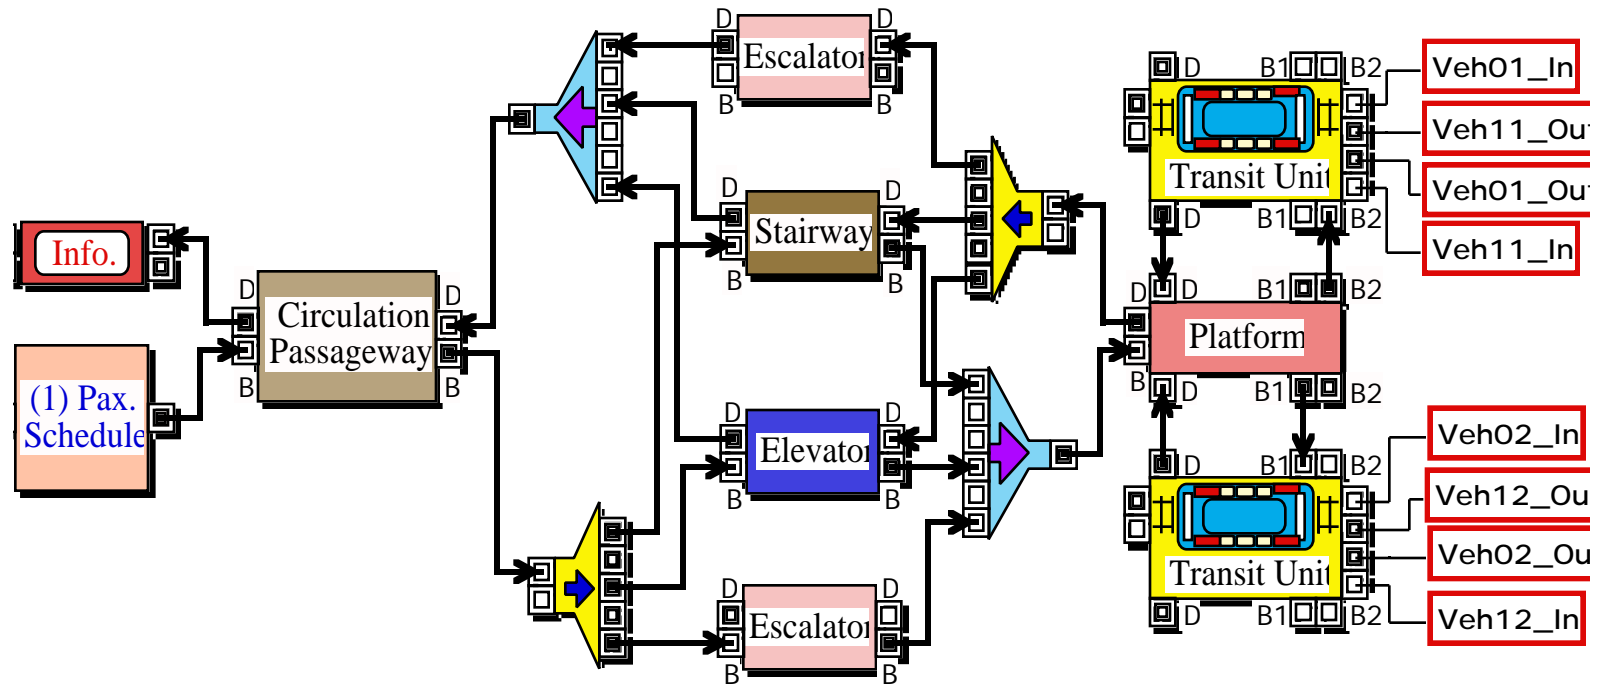 D
D
Escalator
B
B
D
B1
B2
Veh01_In
Veh11_Ou
Transit Unit
Veh01_Ou
D
B1
B2
Veh11_In
D
D
Stairway
B
B
Info.
D
D
Circulation
Passageway
B
B
(1) Pax.
Schedule
D
D
B1
B2
Platform
B
D
B1
B2
D
D
Elevator
B
B
Veh02_In
D
B1
B2
Veh12_Ou
Veh02_Ou
Transit Unit
D
B1
B2
Veh12_In
D
D
Escalator
B
B